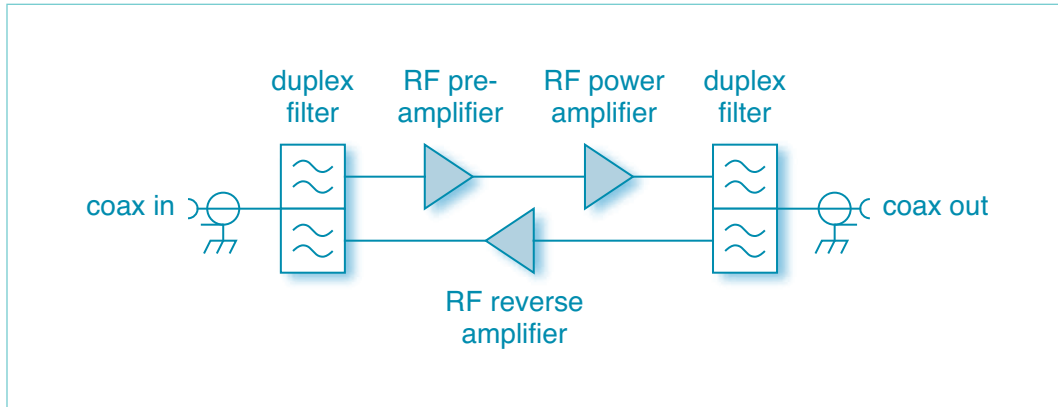 duplex
filter
RF pre-
amplifier
RF power
amplifier
duplex
filter
coax in
coax out
RF reverse
amplifier